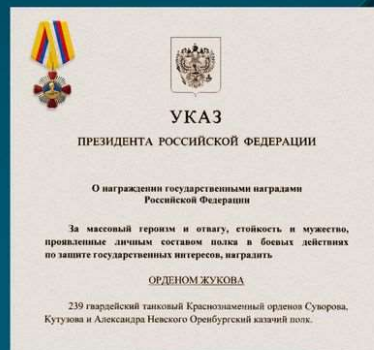 УКАЗ
ПРЕЗИДЕНТА РОССИЙСКОЙ ФЕДЕРАЦИИ
О награждении государственными наградами
Российской Федерации
За массовый героизм и отвагу, стойкость и мужество,
проявленные личным составом полка в боевых действиях
по защите государственных интересов, наградить
ОРДЕНОМ ЖУКОВА
239 гвардейский танковый Краснознаменный орденов Суворова,
Кутузова и Александра Невского Оренбургский казачий полк.